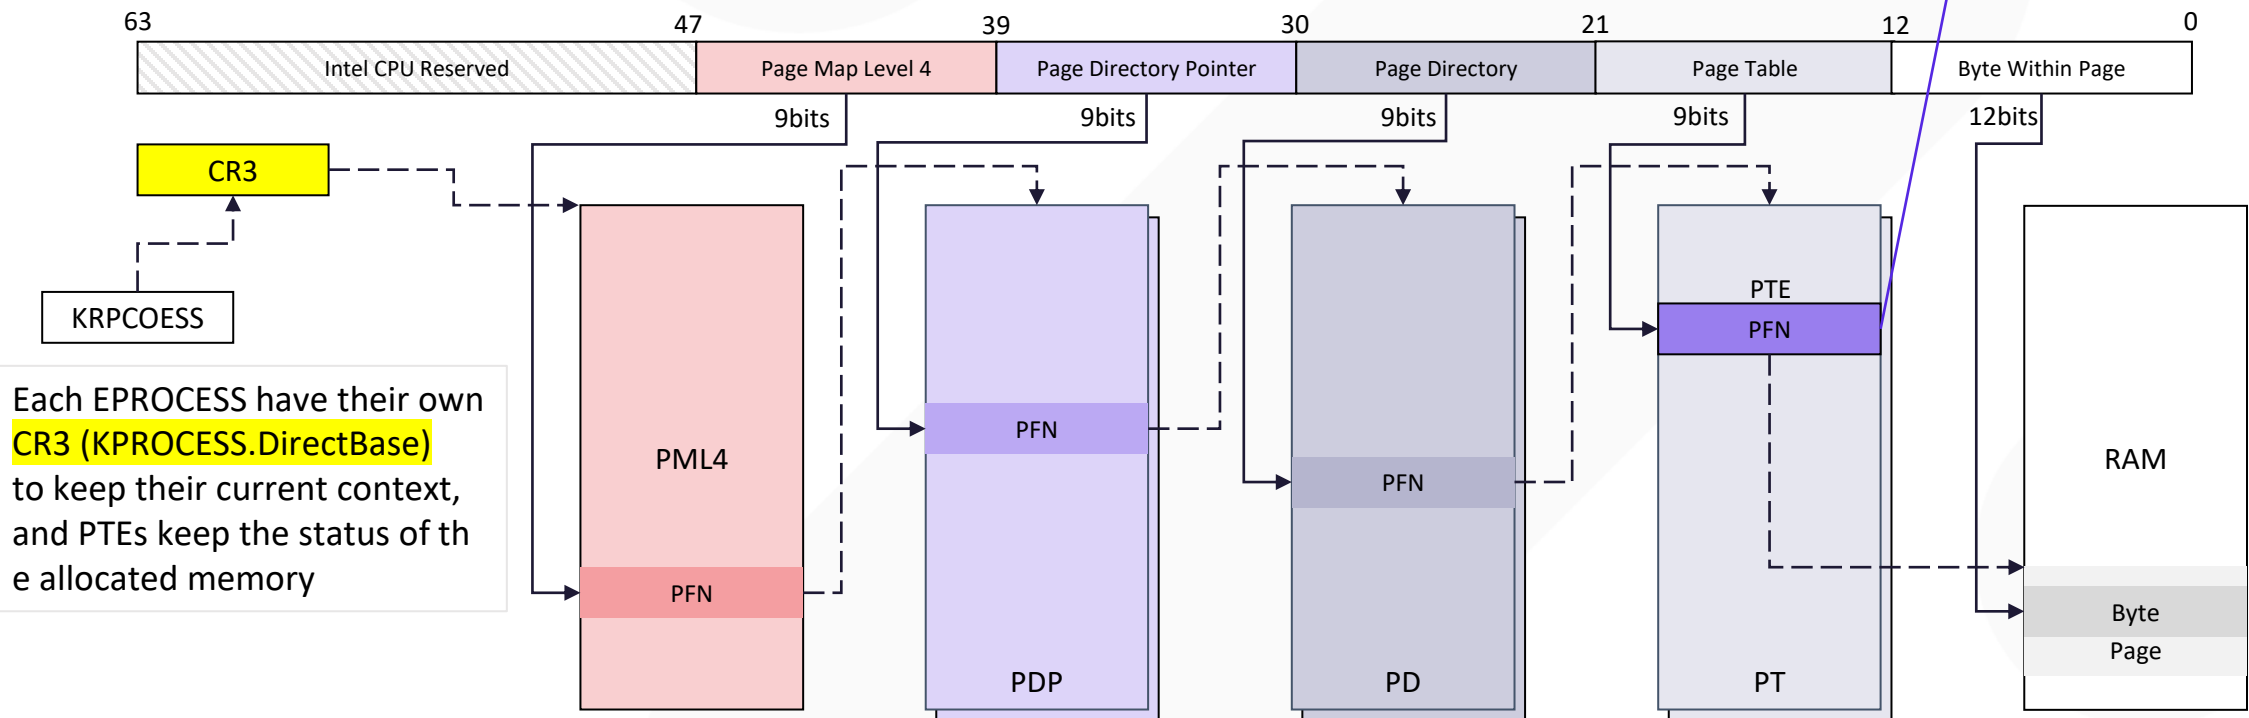 63 47 39 30 21 12 0
Intel CPU Reserved Page Map Level 4 Page Directory Pointer Page Directory Page Table Byte Within Page
9bits 9bits 9bits 9bits 12bits
CR3
KRPCOESS
Each EPROCESS have their own
CR3 (KPROCESS.DirectBase)
to keep their current context,
and PTEs keep the status of th
e allocated memory
PML4
PFN
PFN
PDP
PFN
PD
PTE
PFN
PT
RAM
Byte
Page